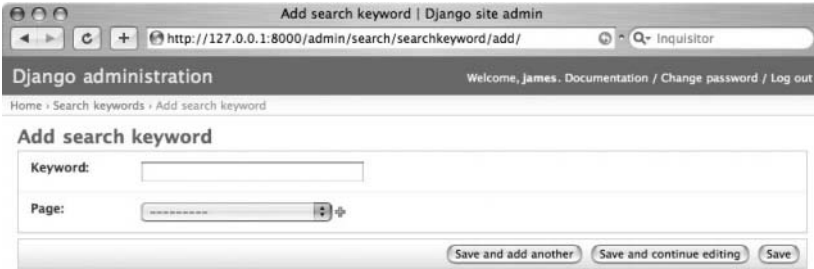 Add search keyword | Django site admin
http://127.0.0.1:8000/admin/search/searchkeyword/add/
Inquisitor
Django administration
Welcome, james. Documentation / Change password / Log out
Home › Search keywords › Add search keyword
Add search keyword
Keyword:
Page:
---------
Save and add another
Save and continue editing
Save